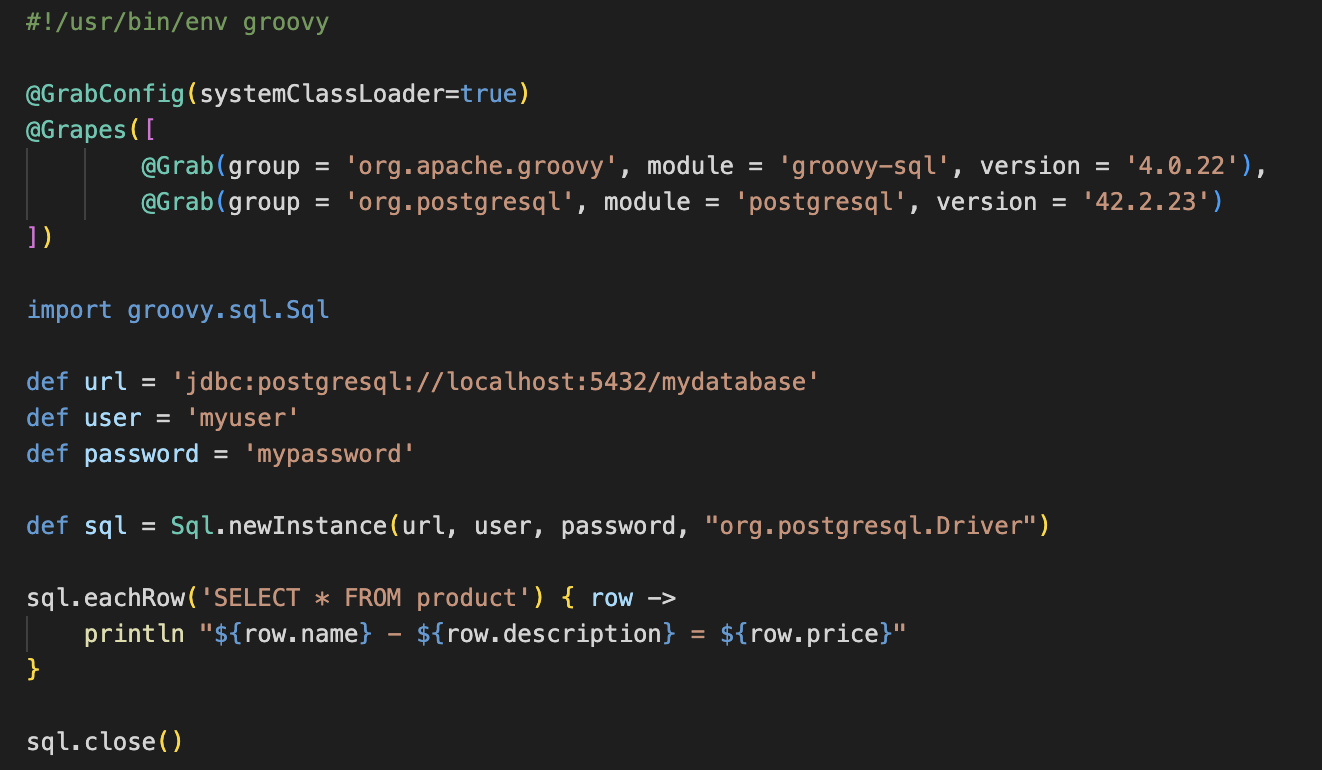 #!/usr/bin/env groovy
@GrabConfig(systemClassLoader=true)
@Grapes([
        @Grab(group = 'org.apache.groovy', module = 'groovy-sql', version = '4.0.22'),
        @Grab(group = 'org.postgresql', module = 'postgresql', version = '42.2.23')
])
import groovy.sql.Sql
def url = 'jdbc:postgresql://localhost:5432/mydatabase'
def user = 'myuser'
def password = 'mypassword'
def sql = Sql.newInstance(url, user, password, "org.postgresql.Driver")
sql.eachRow('SELECT * FROM product') { row ->
    println "${row.name} - ${row.description} = ${row.price}"
}
sql.close()